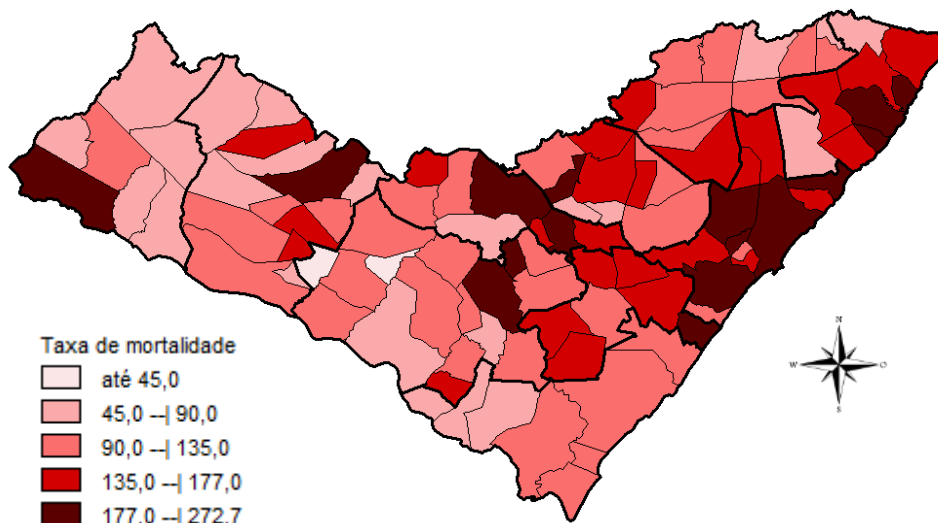 Taxa de mortalidade
até 45,0
45,0 --| 90,0
90,0 --| 135,0
135,0 --| 177,0
177,0 --| 272,7
N
W
O
S